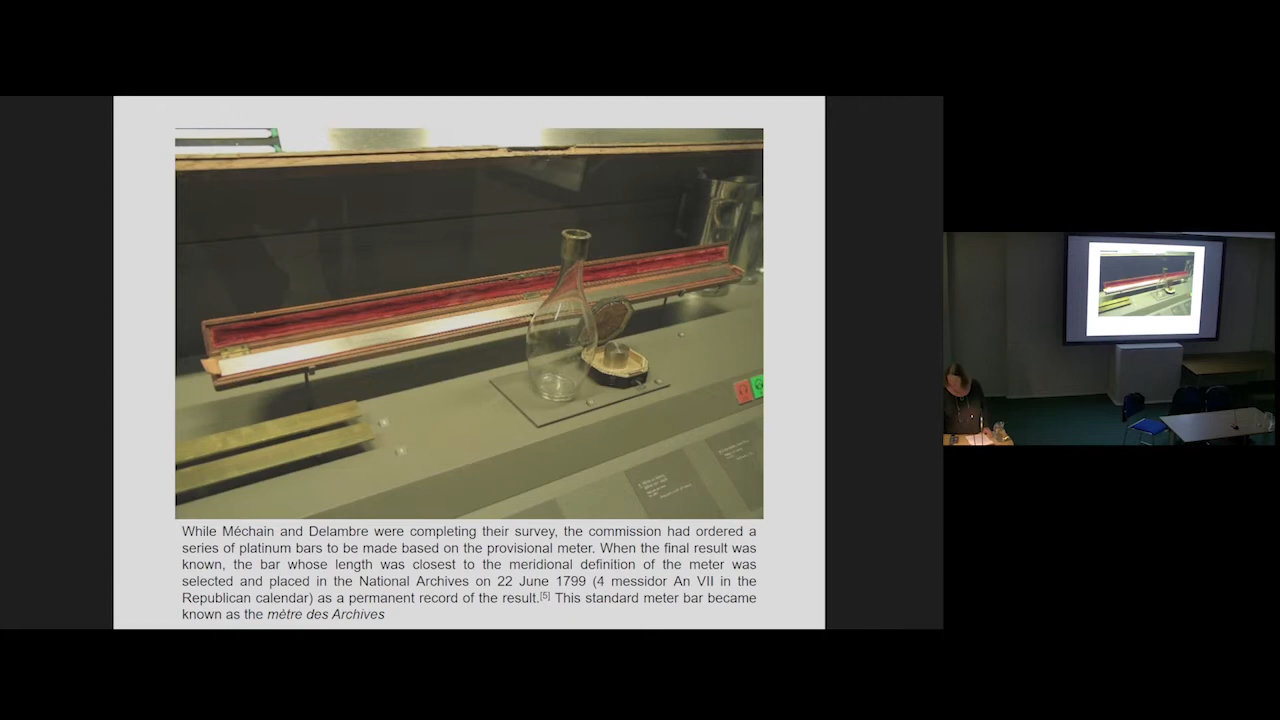 While Méchain and Delambre were completing their survey, the commission had ordered a
series of platinum bars to be made based on the provisional meter. When the final result was
known, the bar whose length was closest to the meridional definition of the meter was
selected and placed in the National Archives on 22 June 1799 (4 messidor An VII in the
Republican calendar) as a permanent record of the result.[5] This standard meter bar became
known as the mètre des Archives